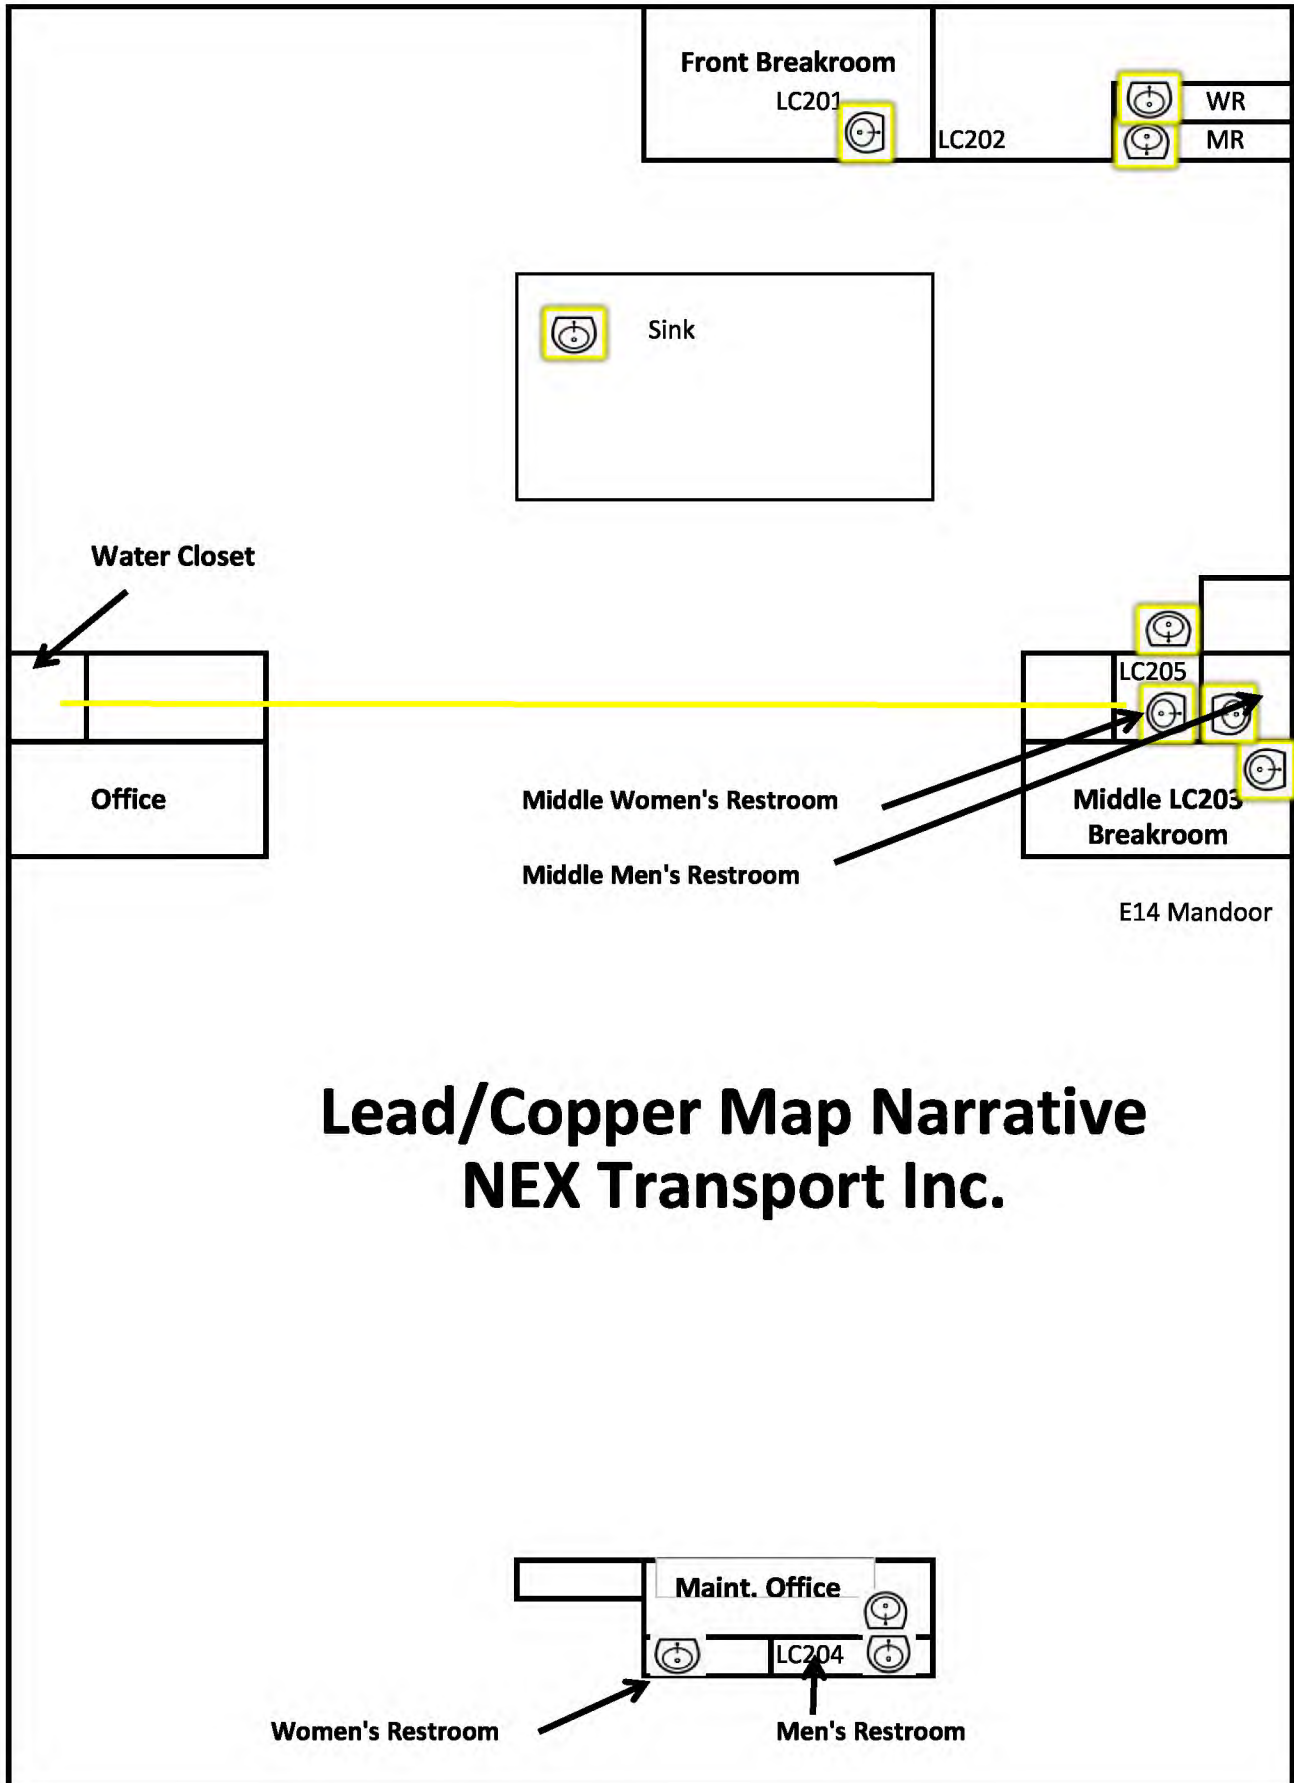 Front Breakroom
LC201
WR
LC202
MR
Sink
Water Closet
LC205
Office
Middle Women's Restroom
Middle LC203
Breakroom
Middle Men's Restroom
E14 Mandoor
Lead/Copper Map Narrative
NEX Transport Inc.
Maint. Office
LC204
Women's Restroom
Men's Restroom